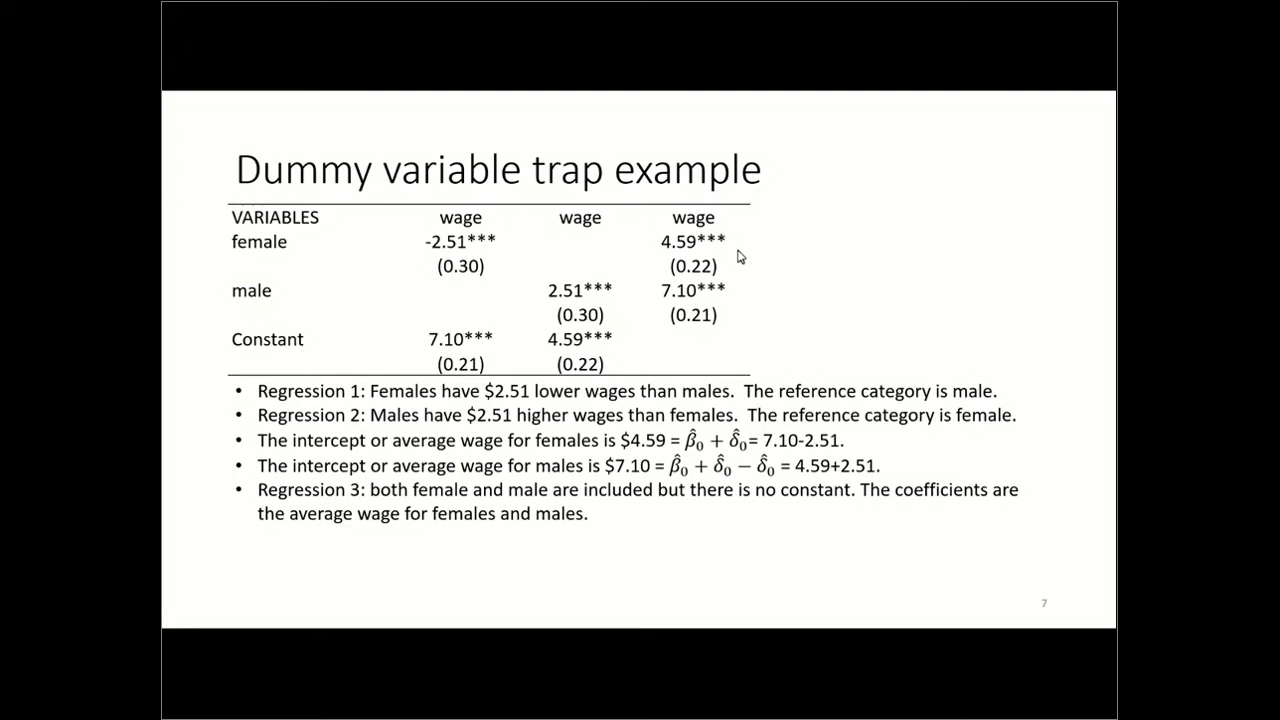 Dummy variable trap example
VARIABLES wage wage wage
female -2.51*** 4.59***
(0.30) (0.22)
male 2.51*** 7.10***
(0.30) (0.21)
Constant 7.10*** 4.59***
(0.21) (0.22)
• Regression 1: Females have $2.51 lower wages than males. The reference category is male.
• Regression 2: Males have $2.51 higher wages than females. The reference category is female.
• The intercept or average wage for females is $4.59 = β̂₀ + δ̂₀= 7.10-2.51.
• The intercept or average wage for males is $7.10 = β̂₀ + δ̂₀ − δ̂₀ = 4.59+2.51.
• Regression 3: both female and male are included but there is no constant. The coefficients are
the average wage for females and males.
7